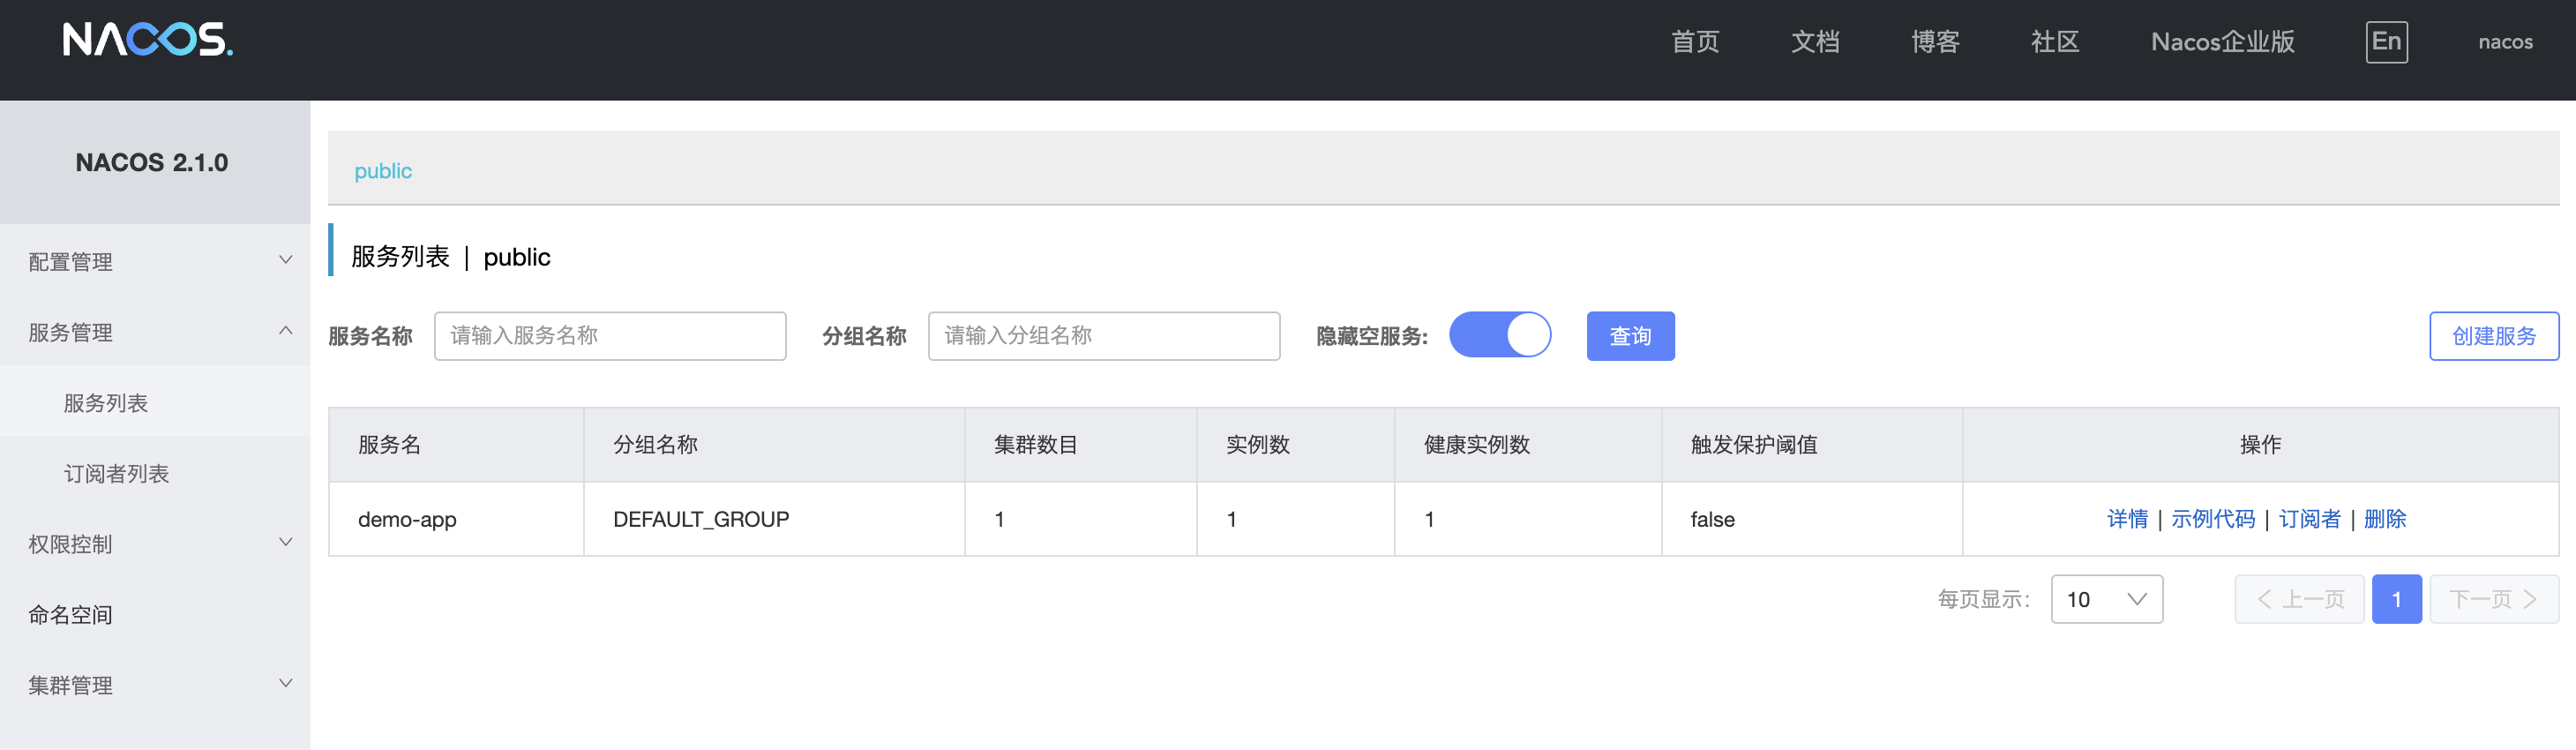 NACOS.
首页 文档 博客 社区 Nacos企业版 En nacos
NACOS 2.1.0
配置管理
服务管理
服务列表
订阅者列表
权限控制
命名空间
集群管理
public
服务列表 | public
服务名称 请输入服务名称 分组名称 请输入分组名称 隐藏空服务: 查询 创建服务
服务名 分组名称 集群数目 实例数 健康实例数 触发保护阈值 操作
demo-app DEFAULT_GROUP 1 1 1 false 详情 | 示例代码 | 订阅者 | 删除
每页显示: 10 上一页 1 下一页